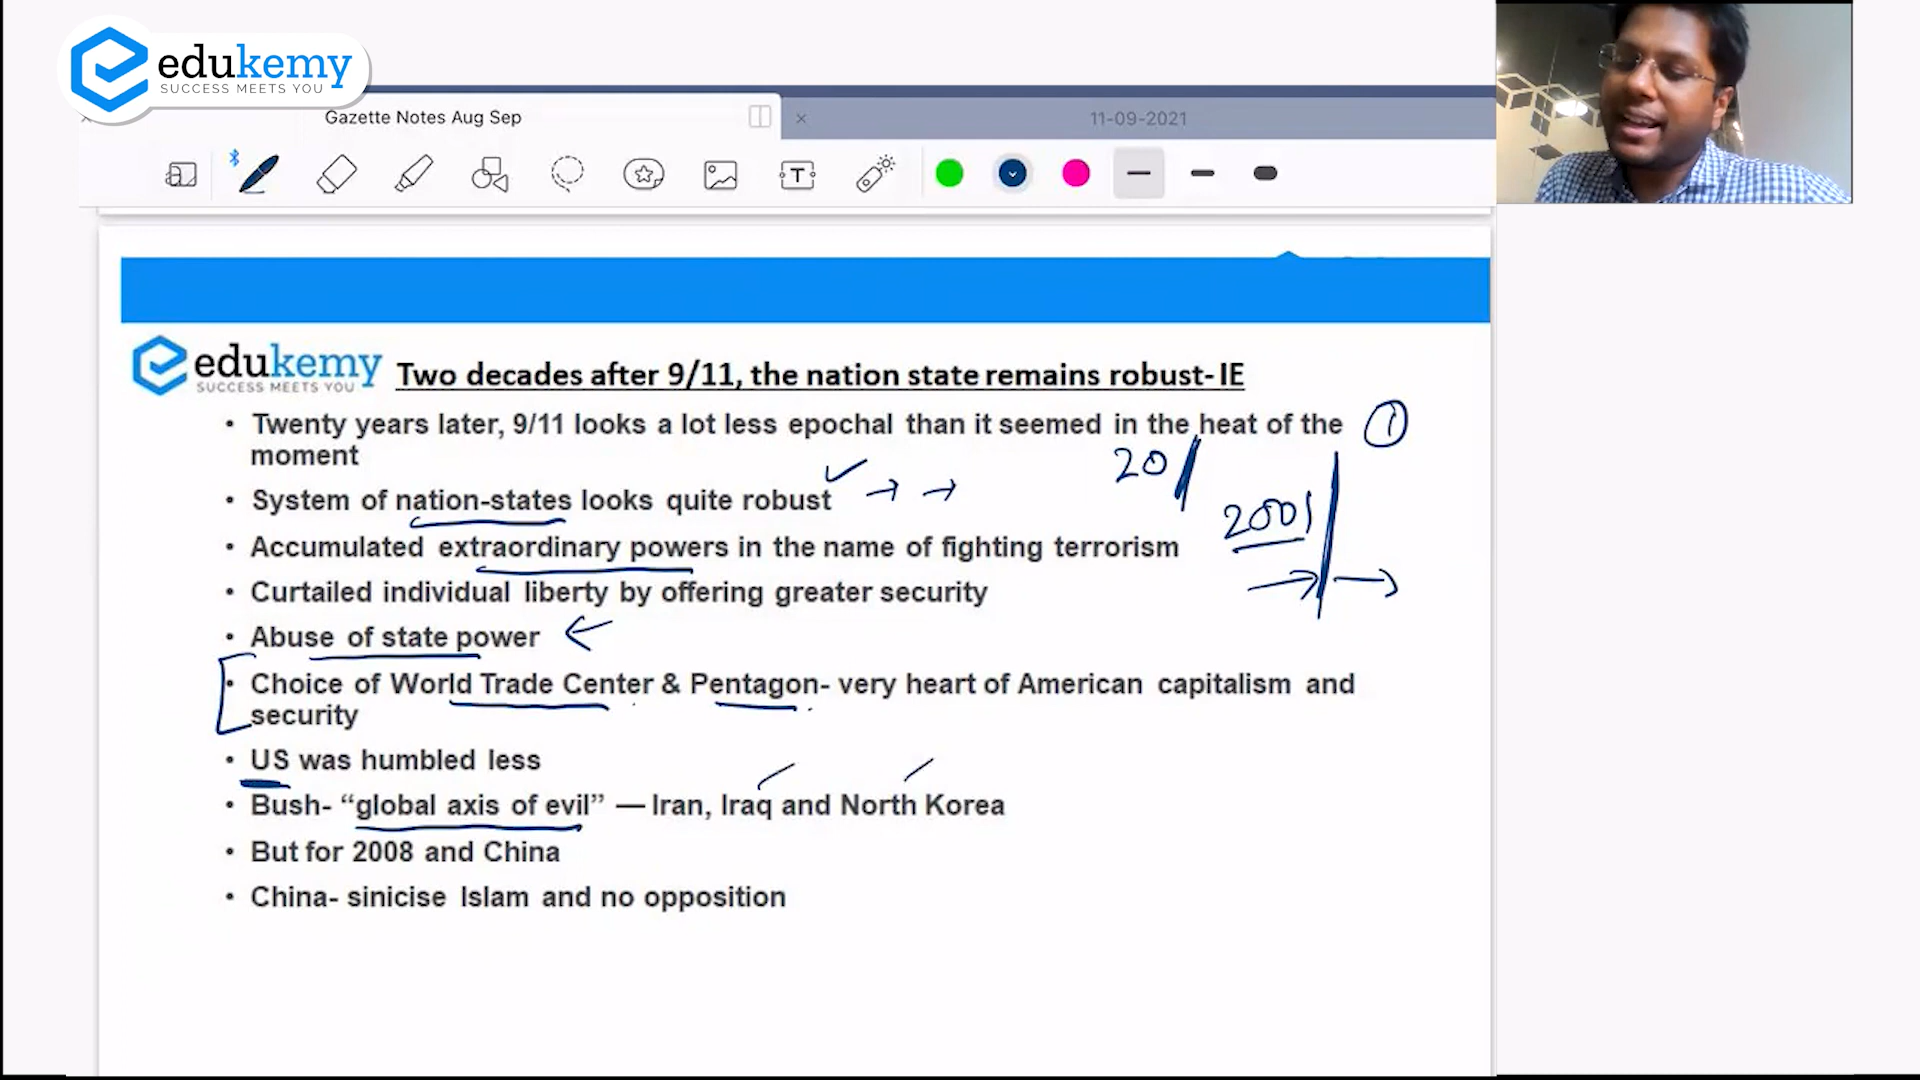 edukemy
SUCCESS MEETS YOU
Gazette Notes Aug Sep
11-09-2021
T
edukemy
SUCCESS MEETS YOU
Two decades after 9/11, the nation state remains robust- IE
• Twenty years later, 9/11 looks a lot less epochal than it seemed in the heat of the
moment
1
20
• System of nation-states looks quite robust
2001
• Accumulated extraordinary powers in the name of fighting terrorism
• Curtailed individual liberty by offering greater security
• Abuse of state power
• Choice of World Trade Center & Pentagon- very heart of American capitalism and
security
• US was humbled less
• Bush- “global axis of evil” — Iran, Iraq and North Korea
• But for 2008 and China
• China- sinicise Islam and no opposition